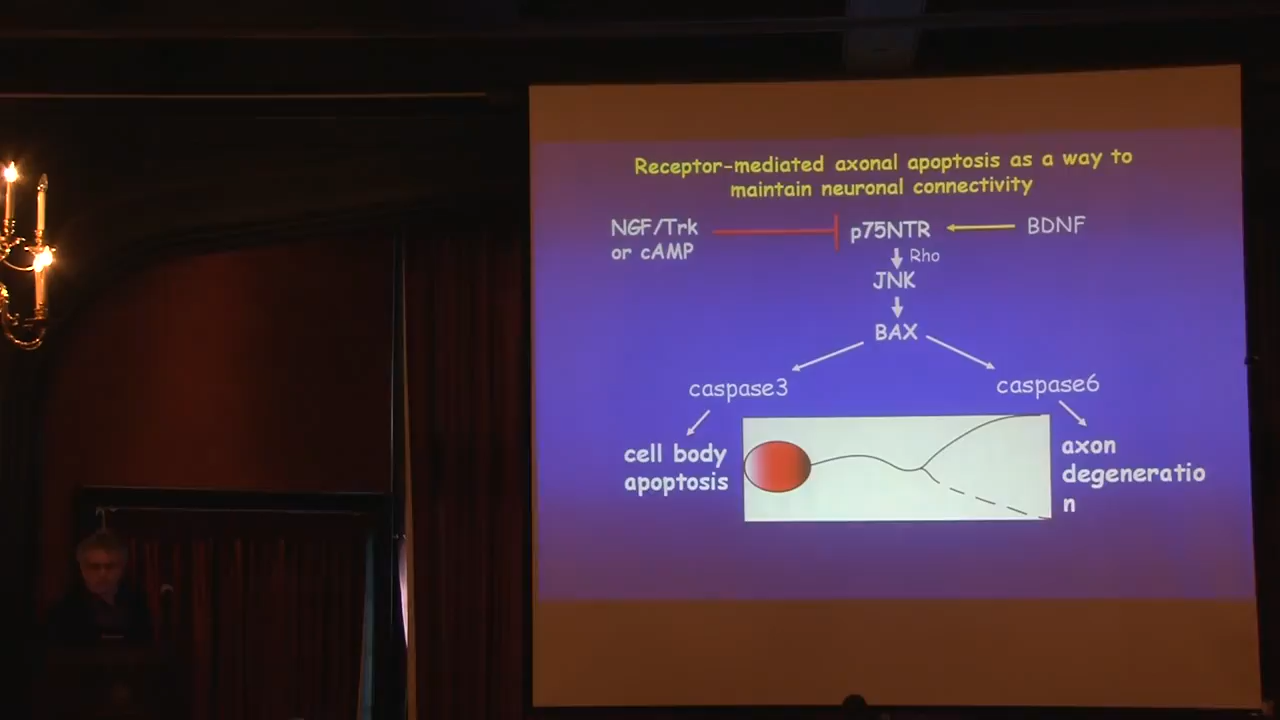 Receptor-mediated axonal apoptosis as a way to
maintain neuronal connectivity
NGF/Trk
or cAMP
p75NTR
BDNF
Rho
JNK
BAX
caspase3
caspase6
cell body
apoptosis
axon
degeneratio
n